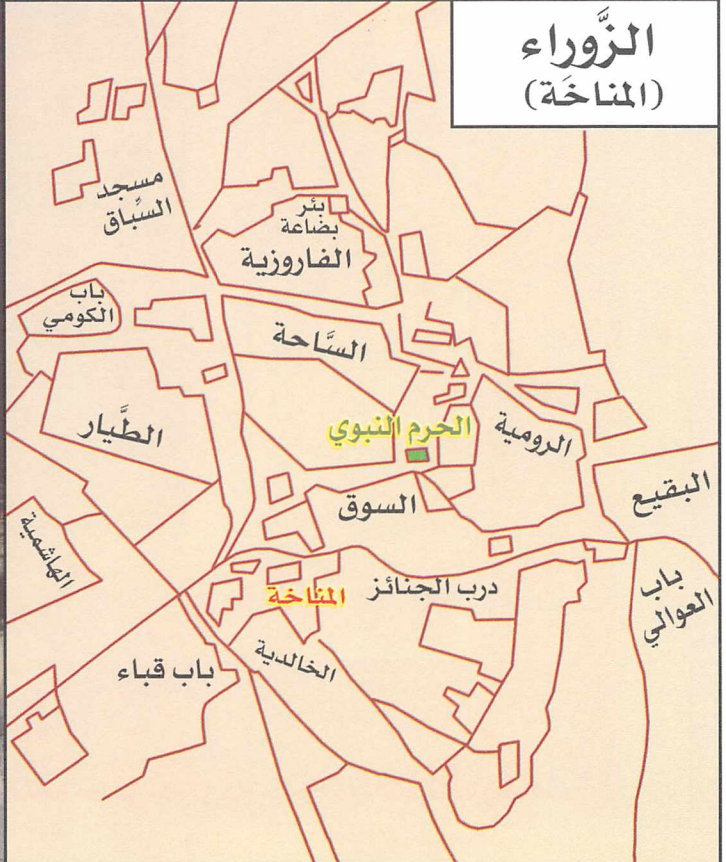 الزَّوراء
(المناخَة)
مسجد
السِّباق
بئر
بضاعة
الفاروزية
باب
الكومي
السَّاحة
الطَّيار
الحرم النبوي
الرومية
البقيع
السوق
الهاشمية
المناخة
درب الجنائز
باب
العوالي
الخالدية
باب قباء